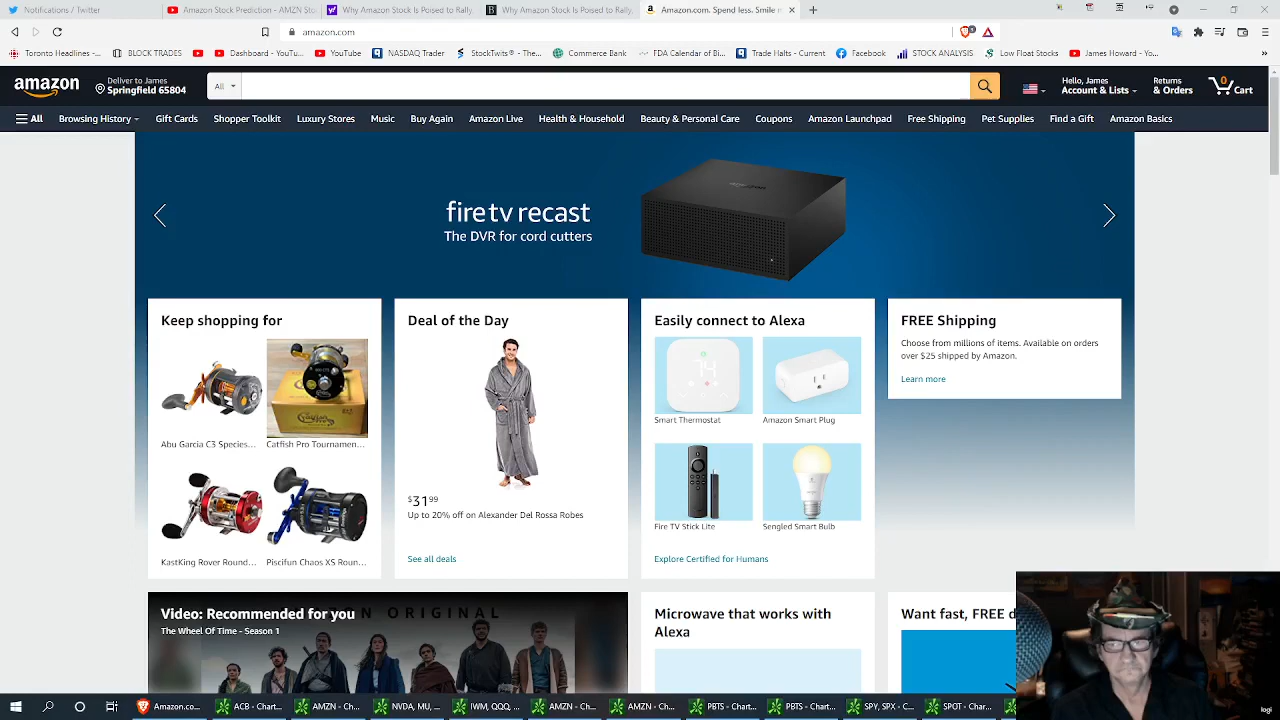 Notifications / Twitter
Amazon Stock Prediction - AMZN Sto
Why Amazon Stock Is Poised to Rally,
Why Amazon Stock Is Poised to Rally,
Amazon.com. Spend less. Smile m
amazon.com
Toronto Headlines -...
BLOCK TRADES
Dashboard - YouTu...
YouTube
NASDAQ Trader
StockTwits® - The...
Commerce Bank
FDA Calendar of Bi...
Trade Halts - Current
Facebook
STOCK ANALYSIS
Low Float Stocks
James Howard - You...
amazon
Deliver to James
Springfield 65804
All
Hello, James
Account & Lists
Returns
& Orders
0
Cart
All
Browsing History
Gift Cards
Shopper Toolkit
Luxury Stores
Music
Buy Again
Amazon Live
Health & Household
Beauty & Personal Care
Coupons
Amazon Launchpad
Free Shipping
Pet Supplies
Find a Gift
Amazon Basics
fire tv recast
The DVR for cord cutters
Keep shopping for
Abu Garcia C3 Species...
Catfish Pro Tournamen...
KastKing Rover Round...
Piscifun Chaos XS Roun...
Deal of the Day
$31⁹⁹
Up to 20% off on Alexander Del Rossa Robes
See all deals
Easily connect to Alexa
74
Smart Thermostat
Amazon Smart Plug
Fire TV Stick Lite
Sengled Smart Bulb
Explore Certified for Humans
FREE Shipping
Choose from millions of items. Available on orders
over $25 shipped by Amazon.
Learn more
Video: Recommended for you
N ORIGINAL
The Wheel Of Time - Season 1
Microwave that works with
Alexa
Want fast, FREE d
logi
Amazon.co...
ACB - Chart...
AMZN - Ch...
NVDA, MU, ...
IWM, QQQ, ...
AMZN - Ch...
AMZN - Ch...
PBTS - Chart...
PBTS - Chart...
SPY, SPX - C...
SPOT - Char...